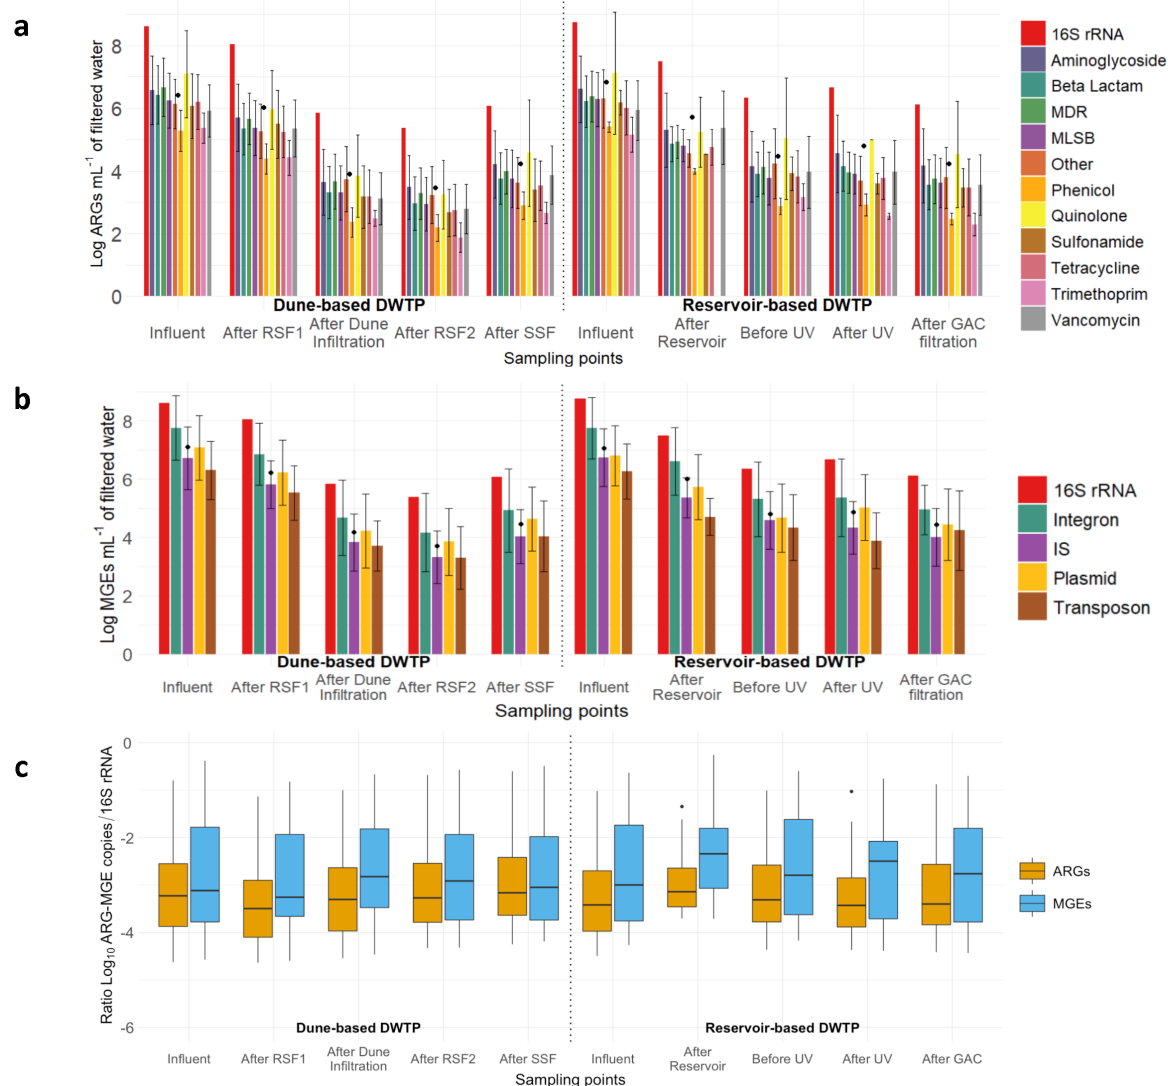 a
Log ARGs mL-1 of filtered water
8
6
4
2
0
Dune-based DWTP
Reservoir-based DWTP
Influent
After RSF1
After Dune
Infiltration
After RSF2
After SSF
Influent
After
Reservoir
Before UV
After UV
After GAC
filtration
Sampling points
16S rRNA
Aminoglycoside
Beta Lactam
MDR
MLSB
Other
Phenicol
Quinolone
Sulfonamide
Tetracycline
Trimethoprim
Vancomycin
b
Log MGEs mL-1 of filtered water
8
6
4
2
0
Dune-based DWTP
Reservoir-based DWTP
Influent
After RSF1
After Dune
Infiltration
After RSF2
After SSF
Influent
After
Reservoir
Before UV
After UV
After GAC
filtration
Sampling points
16S rRNA
Integron
IS
Plasmid
Transposon
c
Ratio Log10 ARG-MGE copies/16S rRNA
0
-2
-4
-6
Dune-based DWTP
Reservoir-based DWTP
Influent
After RSF1
After Dune
Infiltration
After RSF2
After SSF
Influent
After
Reservoir
Before UV
After UV
After GAC
Sampling points
ARGs
MGEs